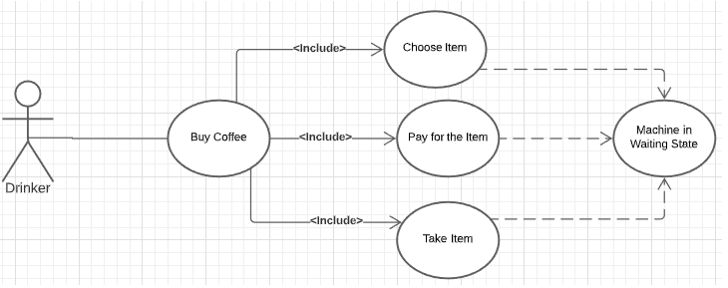 <Include>
Choose Item
Buy Coffee
<Include>
Pay for the Item
Machine in
Waiting State
Drinker
<Include>
Take Item